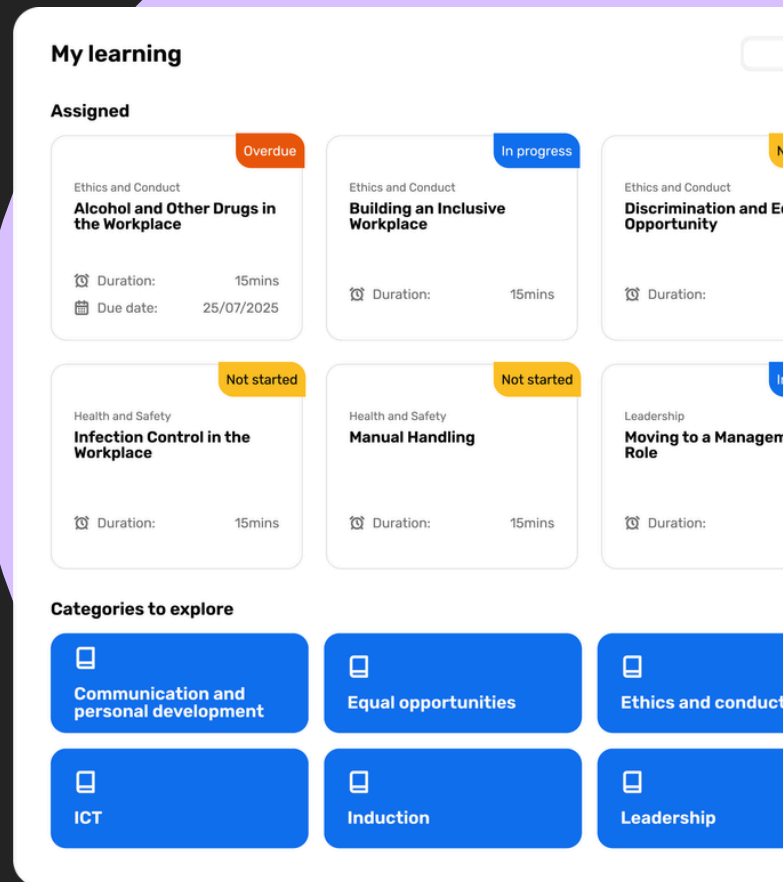 My learning
Assigned
Overdue
Ethics and Conduct
Alcohol and Other Drugs in
the Workplace
Duration: 15mins
Due date: 25/07/2025
In progress
Ethics and Conduct
Building an Inclusive
Workplace
Duration: 15mins
Ethics and Conduct
Discrimination and
Opportunity
Duration:
Not started
Health and Safety
Infection Control in the
Workplace
Duration: 15mins
Not started
Health and Safety
Manual Handling
Duration: 15mins
Leadership
Moving to a
Role
Duration:
Categories to explore
Communication and
personal development
Equal opportunities
Ethics and conduct
ICT
Induction
Leadership